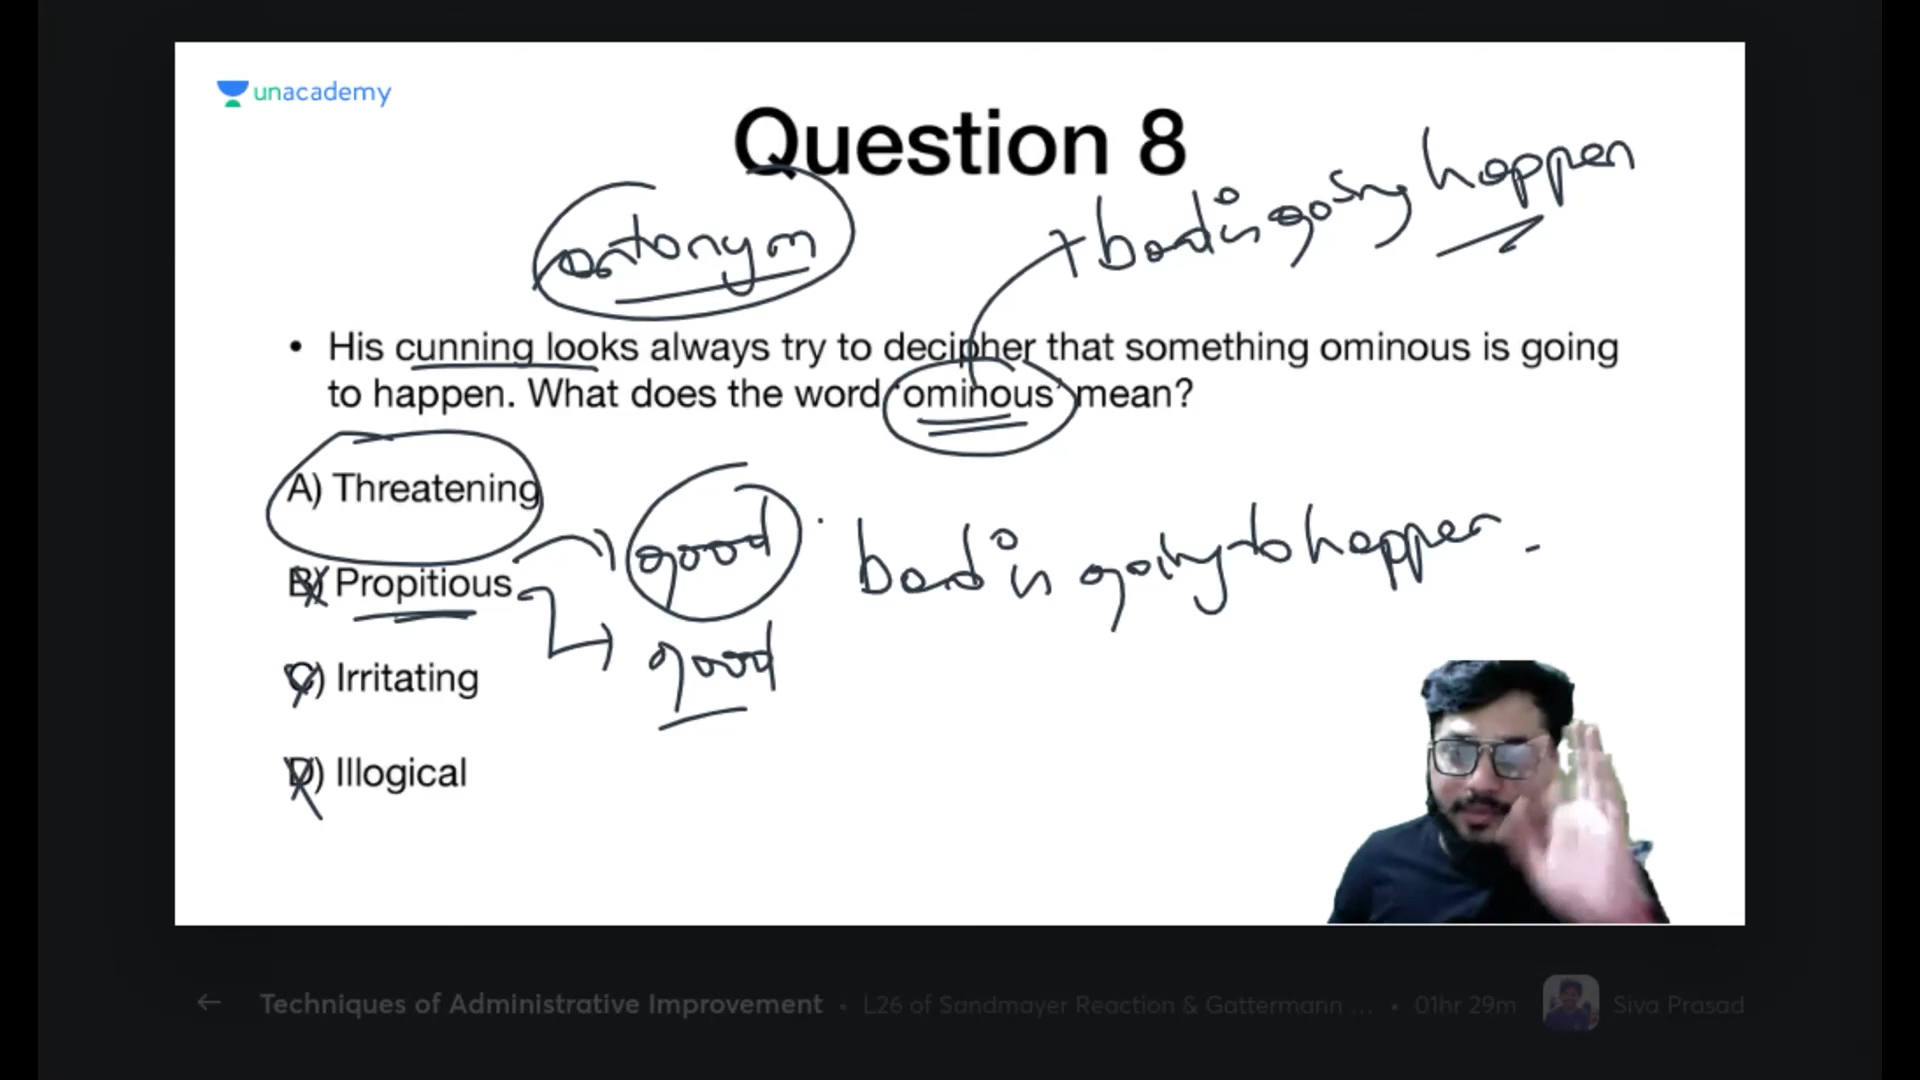 unacademy
Question 8
antonym
bad is going happen
• His cunning looks always try to decipher that something ominous is going
to happen. What does the word ‘ominous’ mean?
A) Threatening
good
bad is going to happen.
B) Propitious
good
C) Irritating
D) Illogical
← Techniques of Administrative Improvement • L26 of Sandmayer Reaction & Gattermann ... • 01hr 29m Siva Prasad